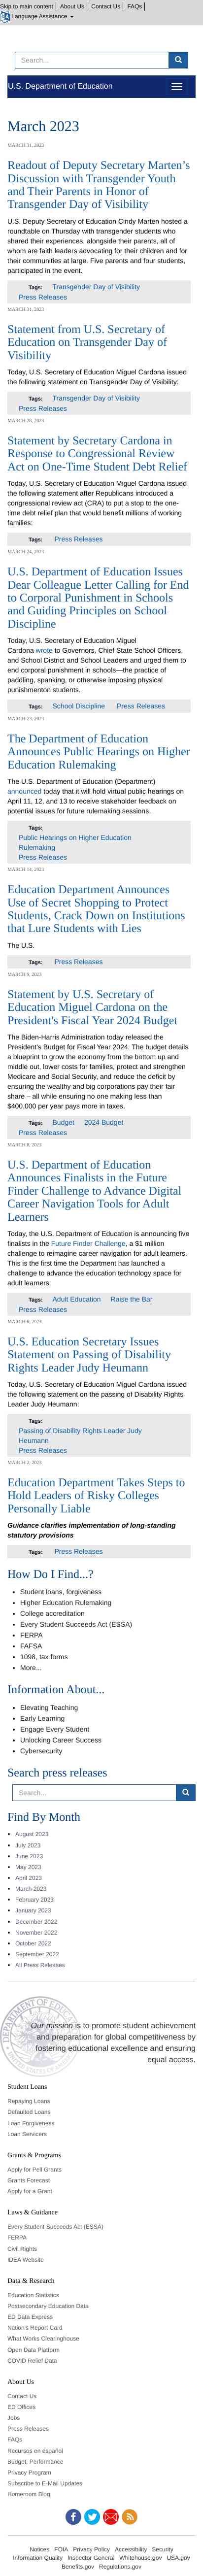 Skip to main content | About Us | Contact Us | FAQs |
Language Assistance
Search...
U.S. Department of Education
March 2023
MARCH 31, 2023
Readout of Deputy Secretary Marten's
Discussion with Transgender Youth
and Their Parents in Honor of
Transgender Day of Visibility
U.S. Deputy Secretary of Education Cindy Marten hosted a
roundtable on Thursday with transgender students who
shared their experiences, alongside their parents, all of
whom are advocating for safe and inclusive schools for their
children at large. Five parents and four students,
participated in the event.
Tags: Transgender Day of Visibility
Press Releases
MARCH 31, 2023
Statement from U.S. Secretary of
Education on Transgender Day of
Visibility
Today, U.S. Secretary of Education Miguel Cardona issued
the following statement on Transgender Day of Visibility:
Tags: Transgender Day of Visibility
Press Releases
MARCH 28, 2023
Statement by Secretary Cardona in
Response to Congressional Review
Act on One-Time Student Debt Relief
Today, U.S. Secretary of Education Miguel Cardona issued
the following statement after Republicans introduced a
congressional review act (CRA) to put a stop to the one-
time debt relief plan that would benefit millions of working
families:
Tags: Press Releases
MARCH 24, 2023
U.S. Department of Education Issues
Dear Colleague Letter Calling for End
to Corporal Punishment in Schools
and Guiding Principles on School
Discipline
Today, U.S. Secretary of Education Miguel
Cardona wrote to Governors, Chief State School Officers,
and School District and School Leaders and urged them to
end corporal punishment in schools—the practice of
paddling, spanking, or otherwise imposing physical
punishment on students.
Tags: School Discipline Press Releases
MARCH 23, 2023
The Department of Education
Announces Public Hearings on Higher
Education Rulemaking
The U.S. Department of Education (Department)
announced today that it will hold virtual public hearings on
April 11, 12, and 13 to receive stakeholder feedback on
potential issues for future rulemaking sessions.
Tags:
Public Hearings on Higher Education
Rulemaking
Press Releases
MARCH 14, 2023
Education Department Announces
Use of Secret Shopping to Protect
Students, Crack Down on Institutions
that Lure Students with Lies
The U.S.
Tags: Press Releases
MARCH 9, 2023
Statement by U.S. Secretary of
Education Miguel Cardona on the
President's Fiscal Year 2024 Budget
The Biden-Harris Administration today released the
President's Budget for Fiscal Year 2024. The Budget details
a blueprint to grow the economy from the bottom up and
middle out, lower costs for families, protect and strengthen
Medicare and Social Security, and reduce the deficit—all
while ensuring that no one making less than
$400,000 per year pays more in taxes.
Tags: Budget 2024 Budget
Press Releases
MARCH 8, 2023
U.S. Department of Education
Announces Finalists in the Future
Finder Challenge to Advance Digital
Career Navigation Tools for Adult
Learners
Today, the U.S. Department of Education is announcing five
finalists in the Future Finder Challenge, a $1 million
challenge to reimagine career navigation for adult learners.
This is the first time the Department has launched a
challenge to advance the education technology space for
adult learners.
Tags: Adult Education Raise the Bar
Press Releases
MARCH 6, 2023
U.S. Education Secretary Issues
Statement on Passing of Disability
Rights Leader Judy Heumann
Today, U.S. Secretary of Education Miguel Cardona issued
the following statement on the passing of Disability Rights
Leader Judy Heumann:
Tags:
Passing of Disability Rights Leader Judy
Heumann
Press Releases
MARCH 2, 2023
Education Department Takes Steps to
Hold Leaders of Risky Colleges
Personally Liable
Guidance clarifies implementation of long-standing
statutory provisions
Tags: Press Releases
How Do I Find...?
Student loans, forgiveness
Higher Education Rulemaking
College accreditation
Every Student Succeeds Act (ESSA)
FERPA
FAFSA
1098, tax forms
More...
Information About...
Elevating Teaching
Early Learning
Engage Every Student
Unlocking Career Success
Cybersecurity
Search press releases
Search...
Find By Month
August 2023
July 2023
June 2023
May 2023
April 2023
March 2023
February 2023
January 2023
December 2022
November 2022
October 2022
September 2022
All Press Releases
Our mission is to promote student achievement
and preparation for global competitiveness by
fostering educational excellence and ensuring
equal access.
Student Loans
Repaying Loans
Defaulted Loans
Loan Forgiveness
Loan Servicers
Grants & Programs
Apply for Pell Grants
Grants Forecast
Apply for a Grant
Laws & Guidance
Every Student Succeeds Act (ESSA)
FERPA
Civil Rights
IDEA Website
Data & Research
Education Statistics
Postsecondary Education Data
ED Data Express
Nation's Report Card
What Works Clearinghouse
Open Data Platform
COVID Relief Data
About Us
Contact Us
ED Offices
Jobs
Press Releases
FAQs
Recursos en español
Budget, Performance
Privacy Program
Subscribe to E-Mail Updates
Homeroom Blog
Notices FOIA Privacy Policy Accessibility Security
Information Quality Inspector General Whitehouse.gov USA.gov
Benefits.gov Regulations.gov